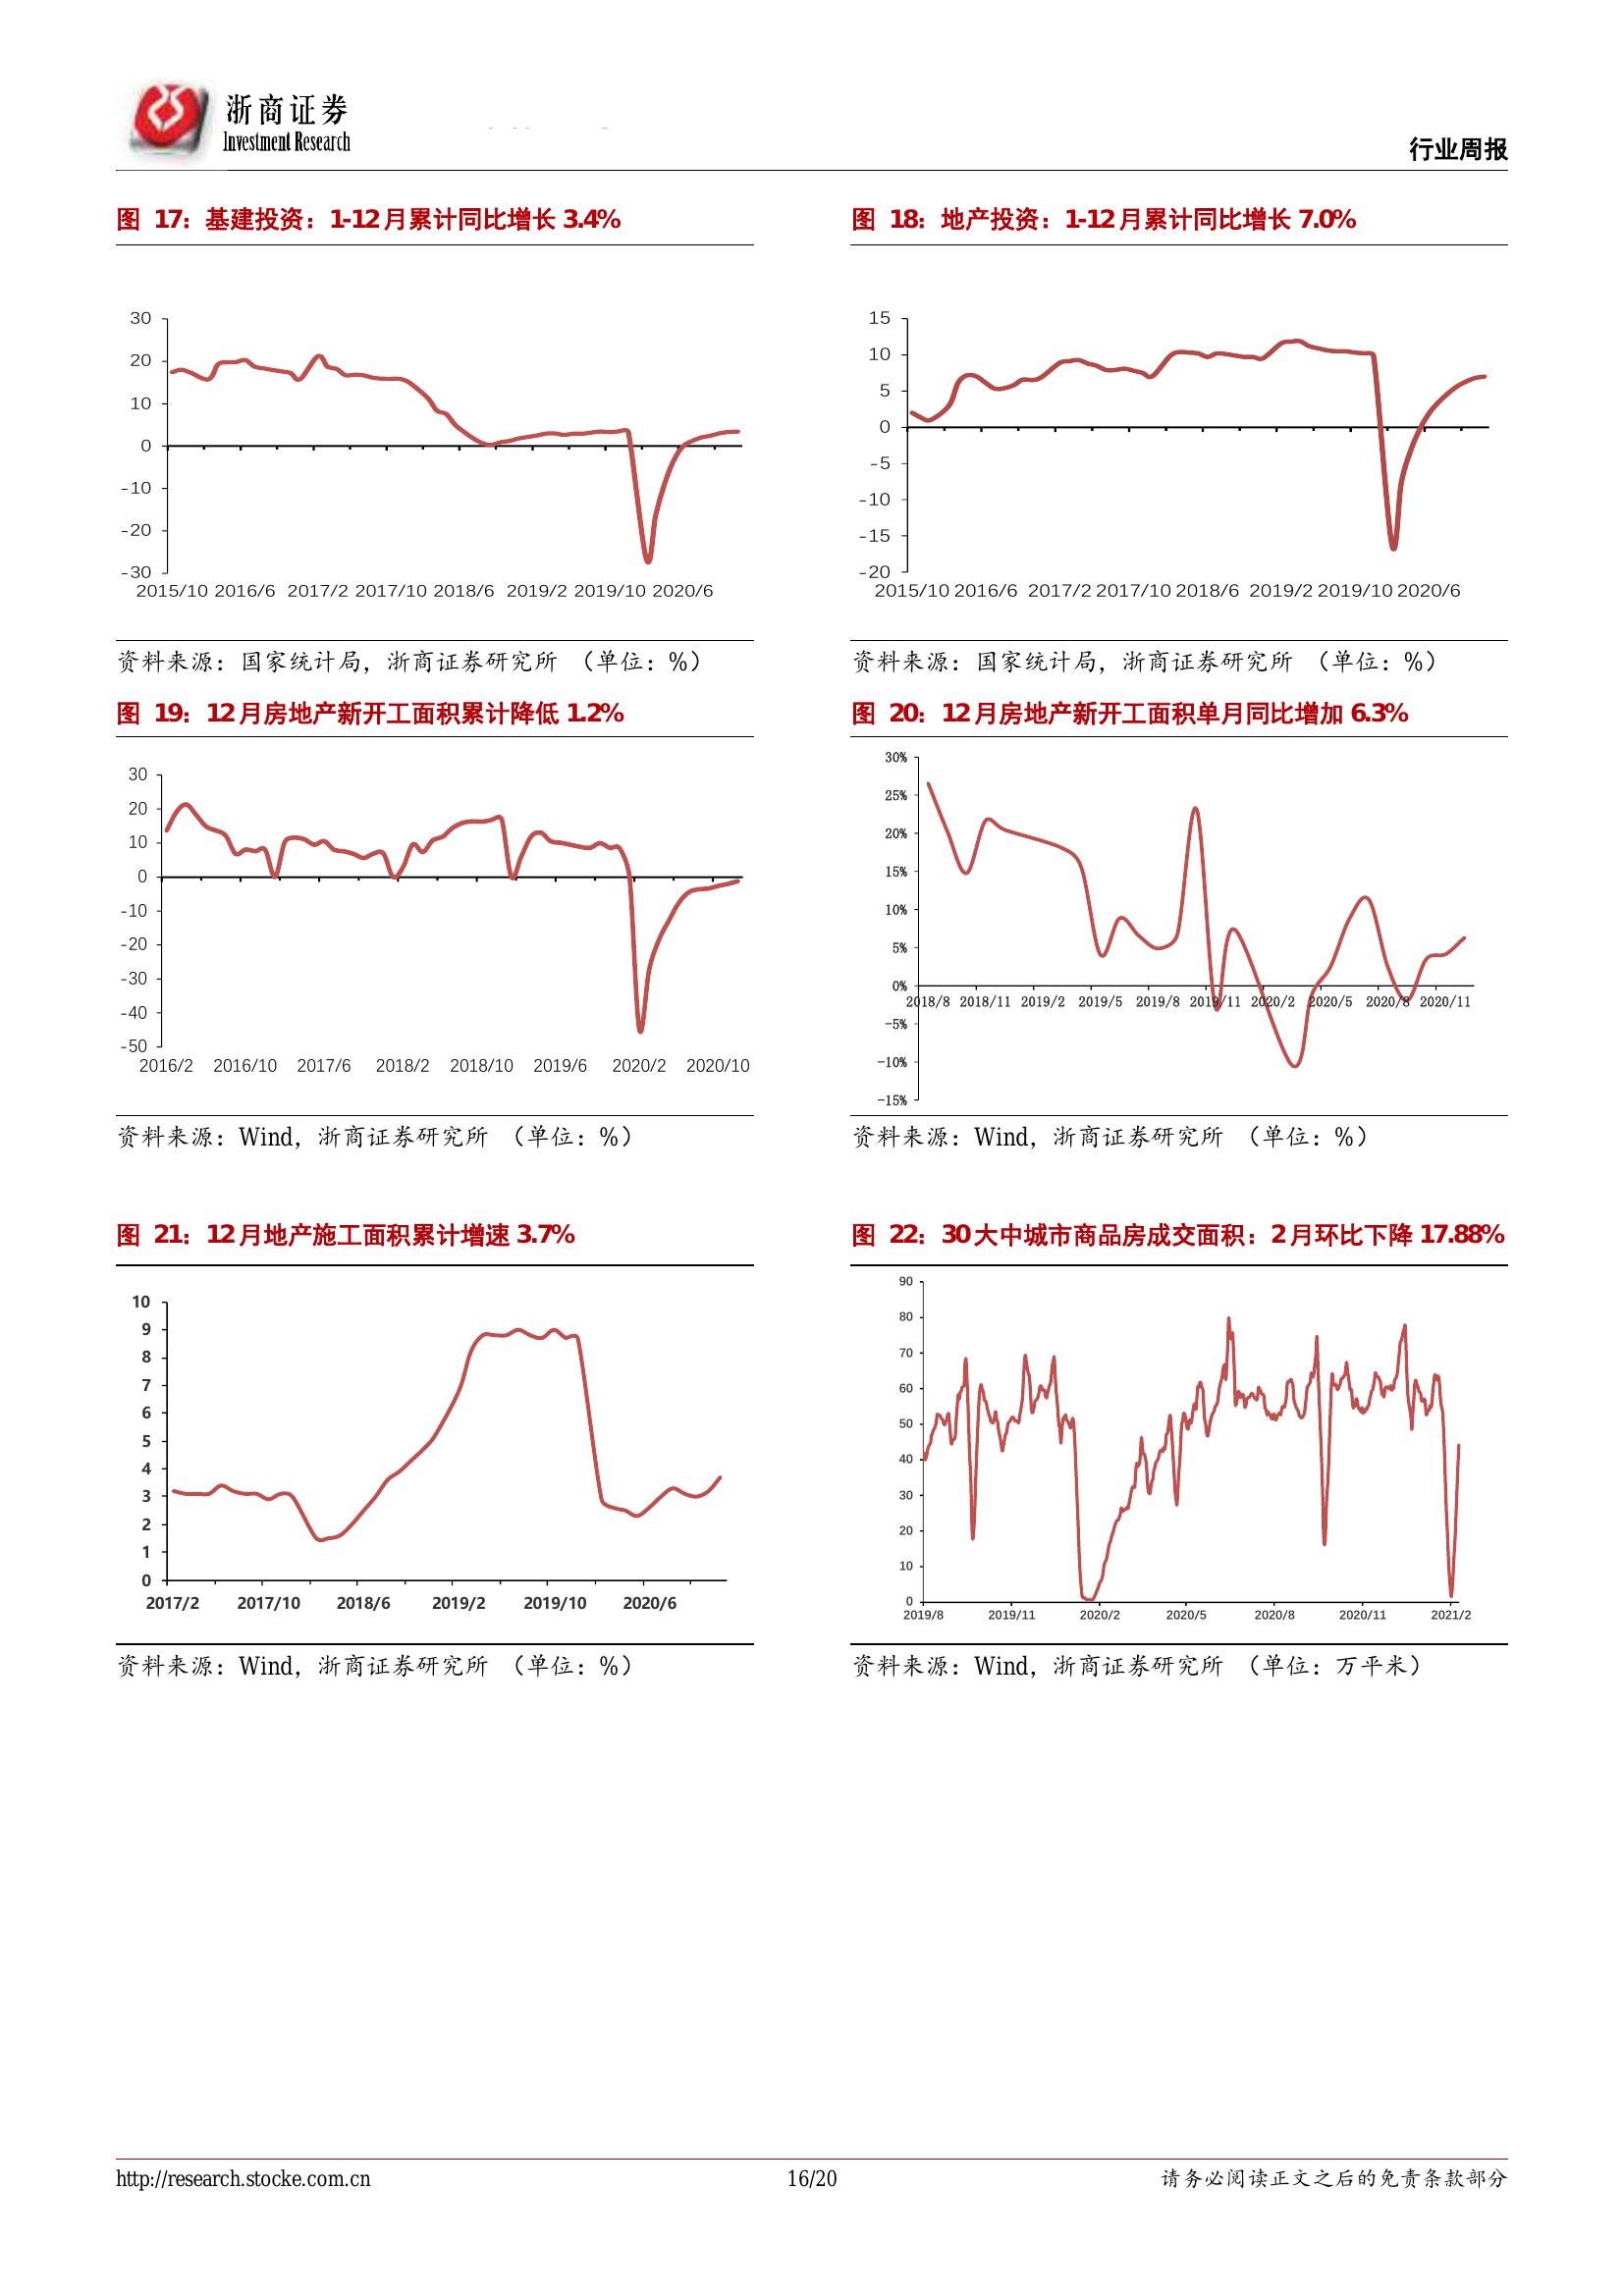 浙商证券
Investment Research
行业周报
图 17：基建投资：1-12月累计同比增长 3.4%
30
20
10
0
-10
-20
-30
2015/10 2016/6 2017/2 2017/10 2018/6 2019/2 2019/10 2020/6
资料来源：国家统计局，浙商证券研究所 （单位：%）
图 18：地产投资：1-12月累计同比增长 7.0%
15
10
5
0
-5
-10
-15
-20
2015/10 2016/6 2017/2 2017/10 2018/6 2019/2 2019/10 2020/6
资料来源：国家统计局，浙商证券研究所 （单位：%）
图 19：12月房地产新开工面积累计降低 1.2%
30
20
10
0
-10
-20
-30
-40
-50
2016/2 2016/10 2017/6 2018/2 2018/10 2019/6 2020/2 2020/10
资料来源：Wind，浙商证券研究所 （单位：%）
图 20：12月房地产新开工面积单月同比增加 6.3%
30%
25%
20%
15%
10%
5%
0%
2018/8 2018/11 2019/2 2019/5 2019/8 2019/11 2020/2 2020/5 2020/8 2020/11
-5%
-10%
-15%
资料来源：Wind，浙商证券研究所 （单位：%）
图 21：12月地产施工面积累计增速 3.7%
10
9
8
7
6
5
4
3
2
1
0
2017/2 2017/10 2018/6 2019/2 2019/10 2020/6
资料来源：Wind，浙商证券研究所 （单位：%）
图 22：30大中城市商品房成交面积：2月环比下降 17.88%
90
80
70
60
50
40
30
20
10
0
2019/8 2019/11 2020/2 2020/5 2020/8 2020/11 2021/2
资料来源：Wind，浙商证券研究所 （单位：万平米）
http://research.stocke.com.cn 16/20 请务必阅读正文之后的免责条款部分